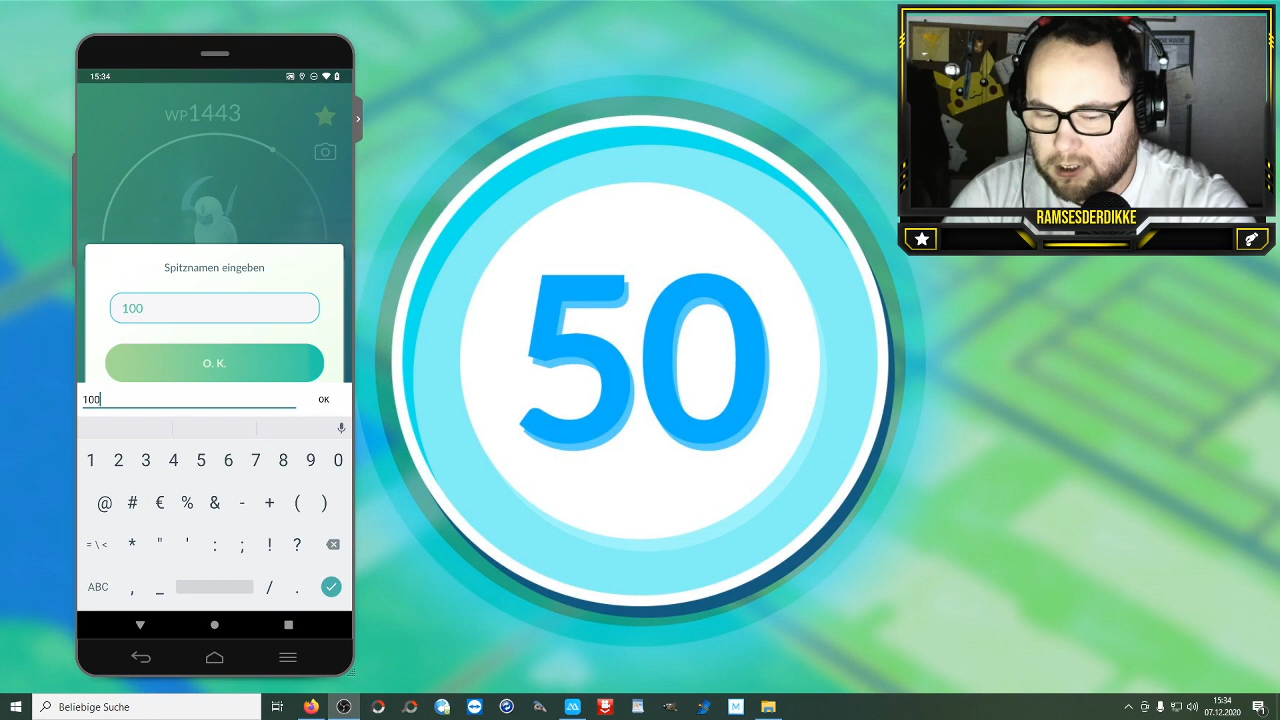 15:34
WP1443
Spitznamen eingeben
100
O. K.
100 OK
1 2 3 4 5 6 7 8 9 0
@ # € % & - + ( )
= \ < * " ' : ; ! ?
ABC , _ / .
50
RAMSESDERDIKKE
Beliebige Suche
M
15:34
07.12.2020
1